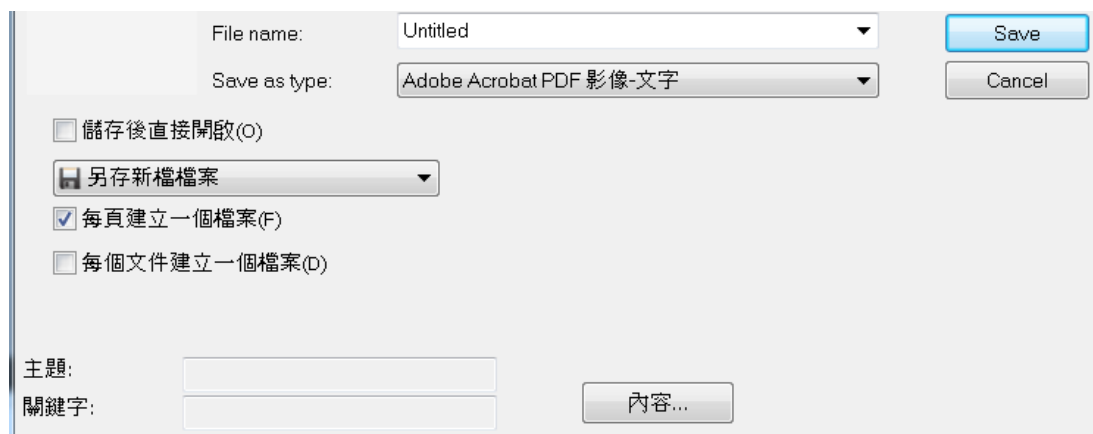 File name: Untitled Save
Save as type: Adobe Acrobat PDF 影像-文字 Cancel
儲存後直接開啟(O)
另存新檔檔案
每頁建立一個檔案(F)
每個文件建立一個檔案(D)
主題:
關鍵字:
內容...